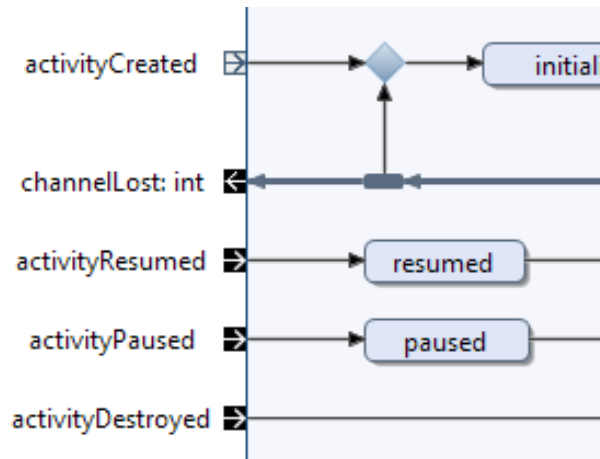 activityCreated
initial
channelLost: int
activityResumed
resumed
activityPaused
paused
activityDestroyed